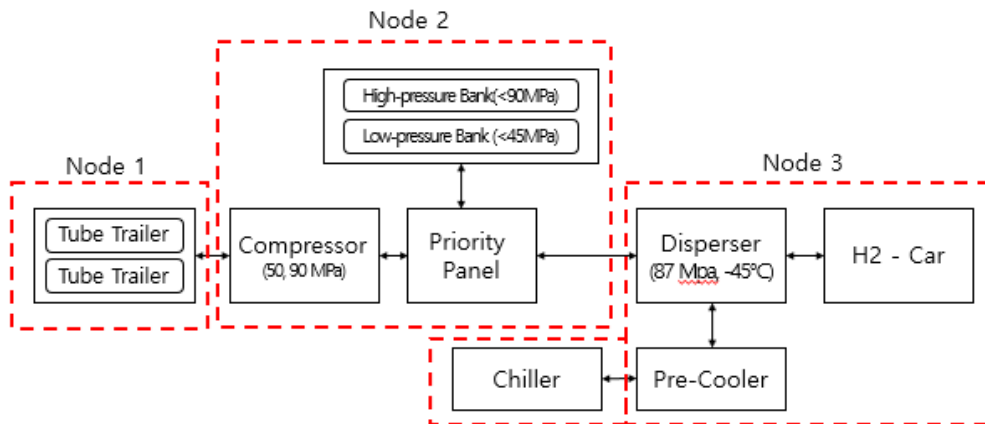 Node 2
High-pressure Bank(<90MPa)
Low-pressure Bank (<45MPa)
Node 1
Node 3
Tube Trailer
Tube Trailer
Compressor
(50, 90 MPa)
Priority
Panel
Disperser
(87 Mpa, -45°C)
H2 - Car
Chiller
Pre-Cooler